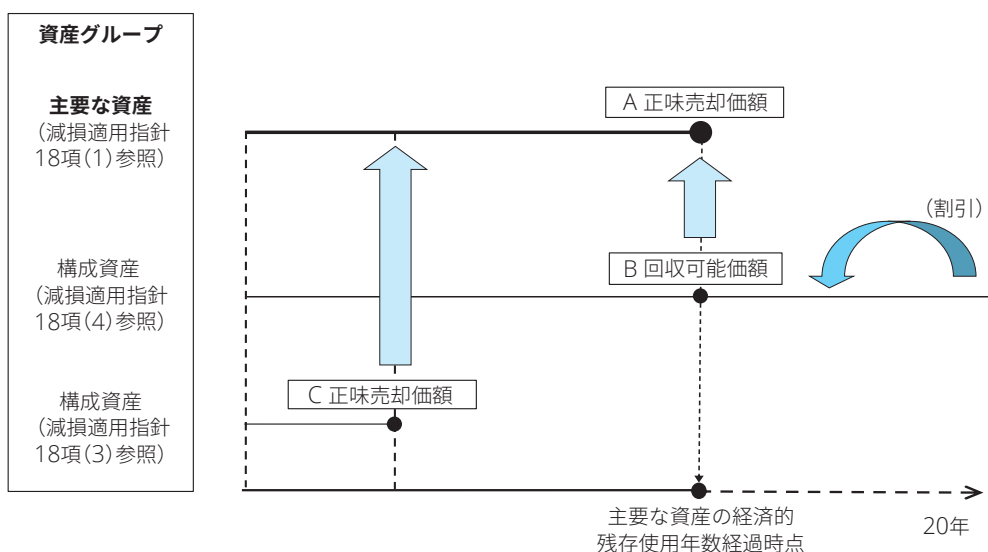 資産グループ
主要な資産
（減損適用指針
18項（1）参照）
構成資産
（減損適用指針
18項（4）参照）
構成資産
（減損適用指針
18項（3）参照）
A 正味売却価額
（割引）
B 回収可能価額
C 正味売却価額
主要な資産の経済的
残存使用年数経過時点
20年